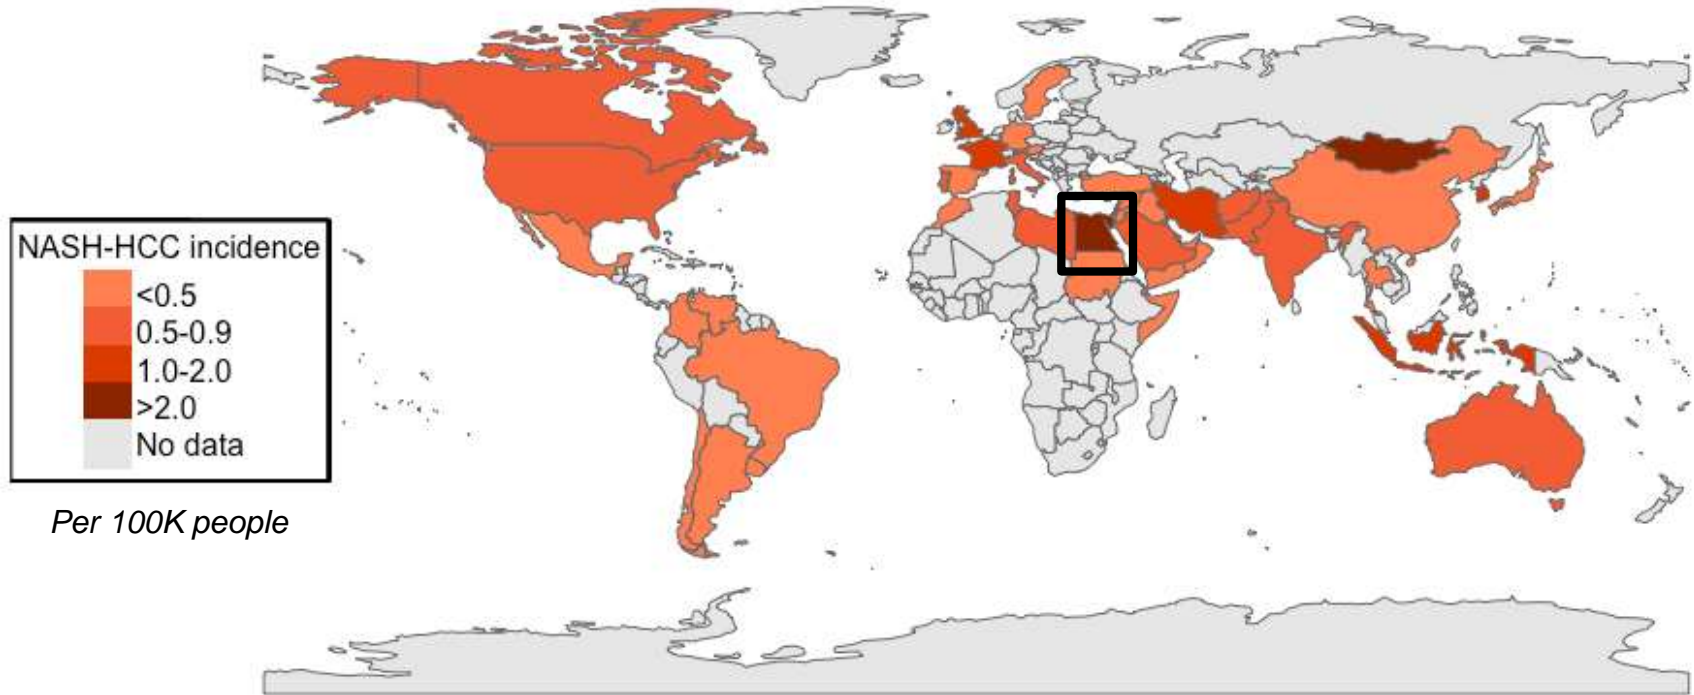 NASH-HCC incidence
<0.5
0.5-0.9
1.0-2.0
>2.0
No data
Per 100K people